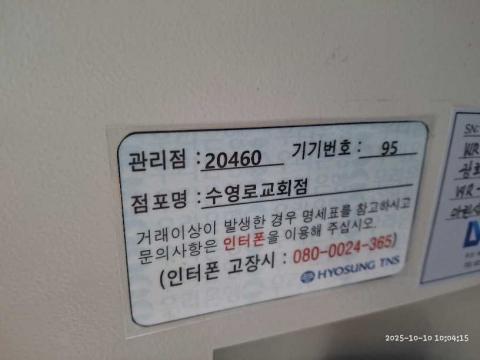 관리점 : 20460 기기번호 : 95
점포명 : 수영로교회점
거래이상이 발생한 경우 명세표를 참고하시고
문의사항은 인터폰을 이용해 주십시오.
(인터폰 고장시 : 080-0024-365)
HYOSUNG TNS
SN:
2025-10-10 10:04:15